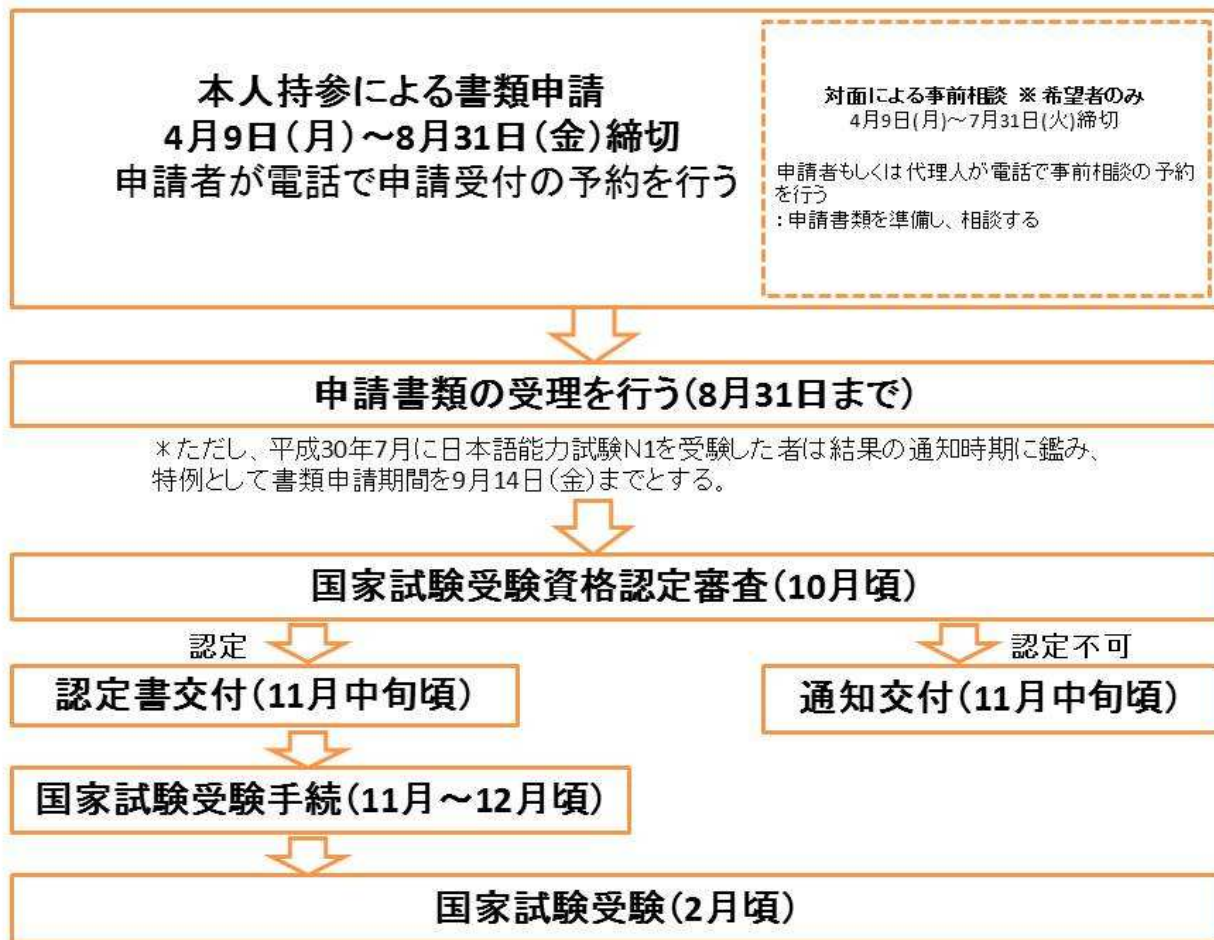 本人持参による書類申請
4月9日(月)～8月31日(金)締切
申請者が電話で申請受付の予約を行う
対面による事前相談 ※希望者のみ
4月9日(月)～7月31日(火)締切
申請者もしくは代理人が電話で事前相談の予約
を行う
:申請書類を準備し、相談する
申請書類の受理を行う(8月31日まで)
＊ただし、平成30年7月に日本語能力試験N1を受験した者は結果の通知時期に鑑み、
特例として書類申請期間を9月14日(金)までとする。
国家試験受験資格認定審査(10月頃)
認定
認定不可
認定書交付(11月中旬頃)
通知交付(11月中旬頃)
国家試験受験手続(11月～12月頃)
国家試験受験(2月頃)